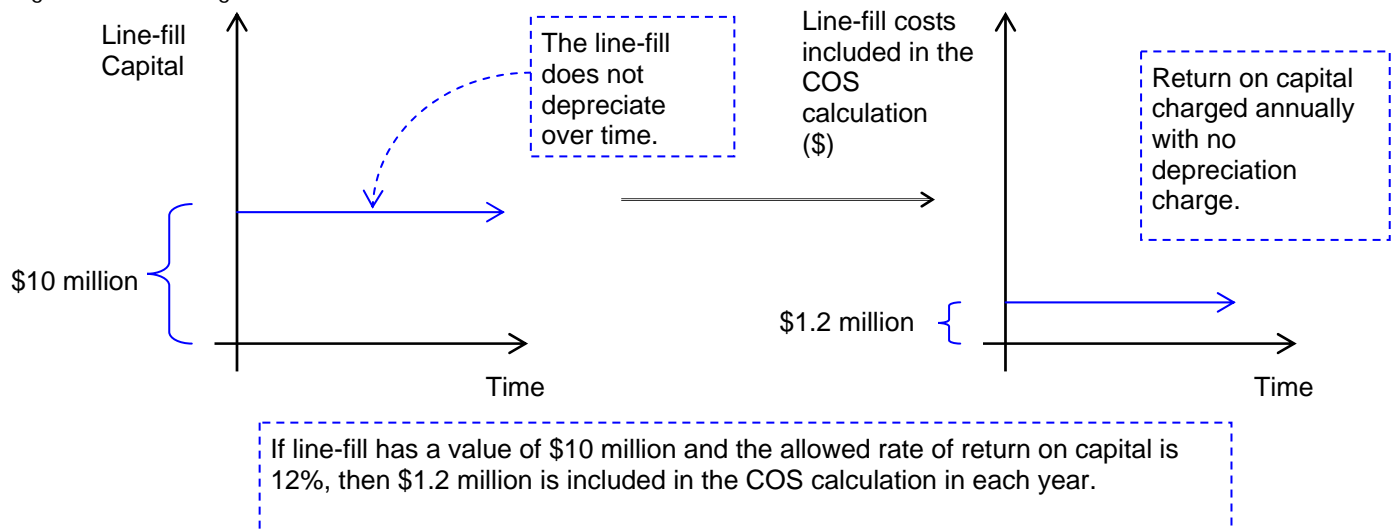 Line-fill
Capital
The line-fill
does not
depreciate
over time.
Line-fill costs
included in the
COS
calculation
($)
Return on capital
charged annually
with no
depreciation
charge.
$10 million
$1.2 million
Time
Time
If line-fill has a value of $10 million and the allowed rate of return on capital is
12%, then $1.2 million is included in the COS calculation in each year.